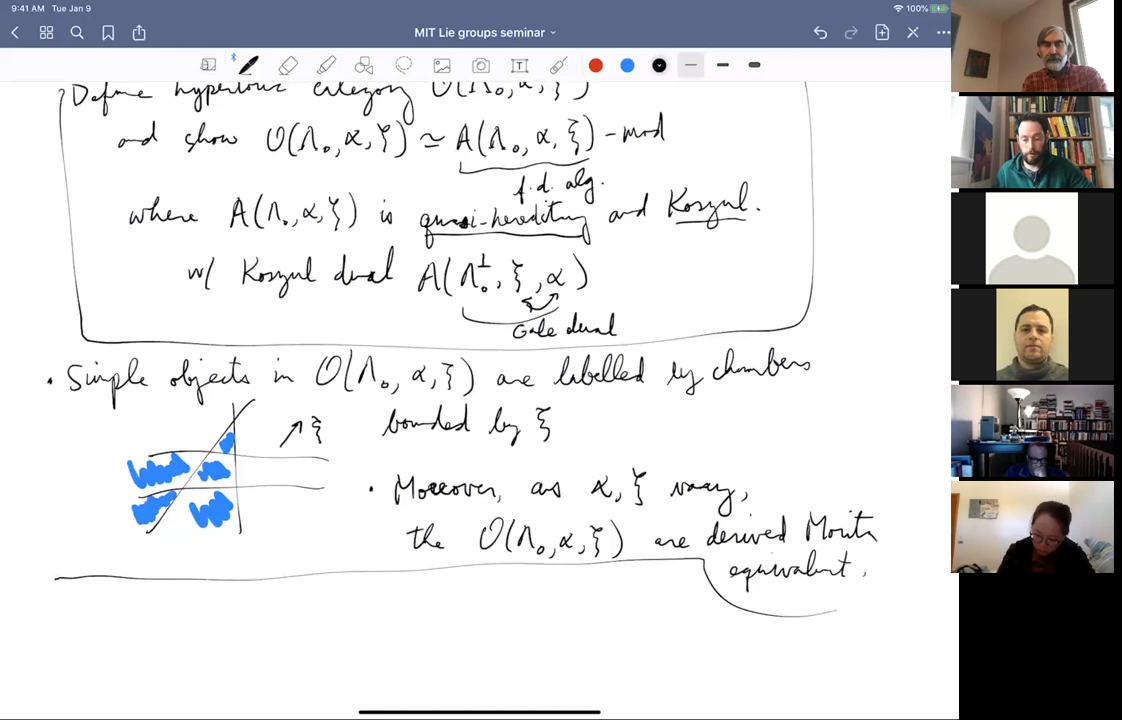 9:41 AM Tue Jan 9
100%
MIT Lie groups seminar
Define hypertoric category O(Λ₀, α, ξ)
and show O(Λ₀, α, ξ) ≃ A(Λ₀, α, ξ)-mod
f.d. alg.
where A(Λ₀, α, ξ) is quasi-hereditary and Koszul.
w/ Koszul dual A(Λ₀^⊥, ξ, α)
Gale dual
• Simple objects in O(Λ₀, α, ξ) are labelled by chambers
bounded by ξ
ξ
• Moreover, as α, ξ vary,
the O(Λ₀, α, ξ) are derived Morita
equivalent.